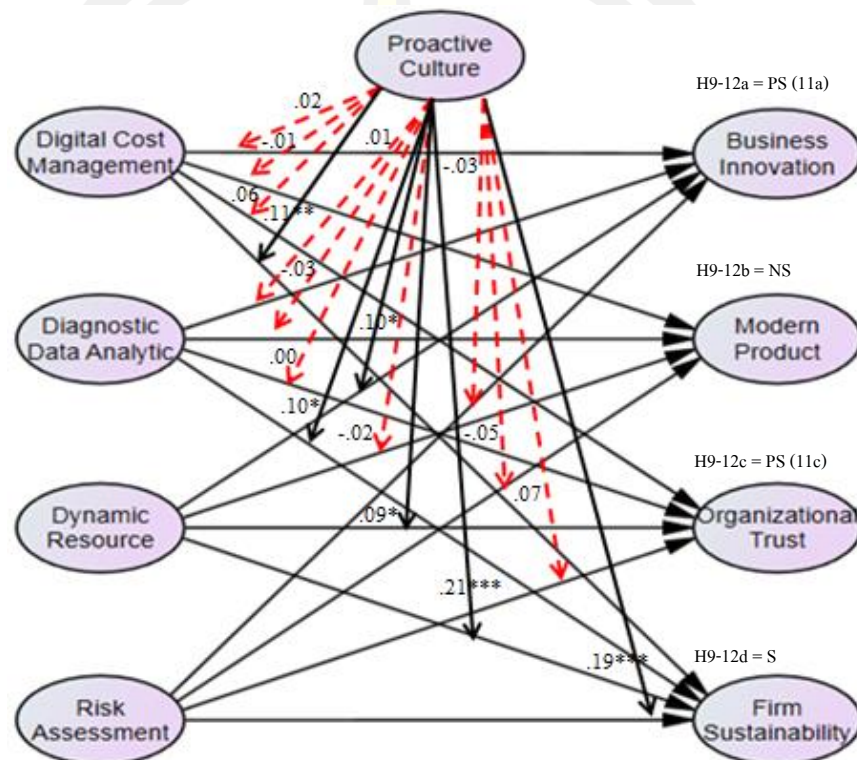 Proactive
Culture
H9-12a = PS (11a)
.02
Digital Cost
Management
-.01
.01
-.03
Business
Innovation
.06
.11**
-.03
H9-12b = NS
Diagnostic
Data Analytic
.10*
Modern
Product
.00
.10*
-.02
-.05
H9-12c = PS (11c)
.07
Dynamic
Resource
.09*
Organizational
Trust
.21***
H9-12d = S
.19***
Risk
Assessment
Firm
Sustainability